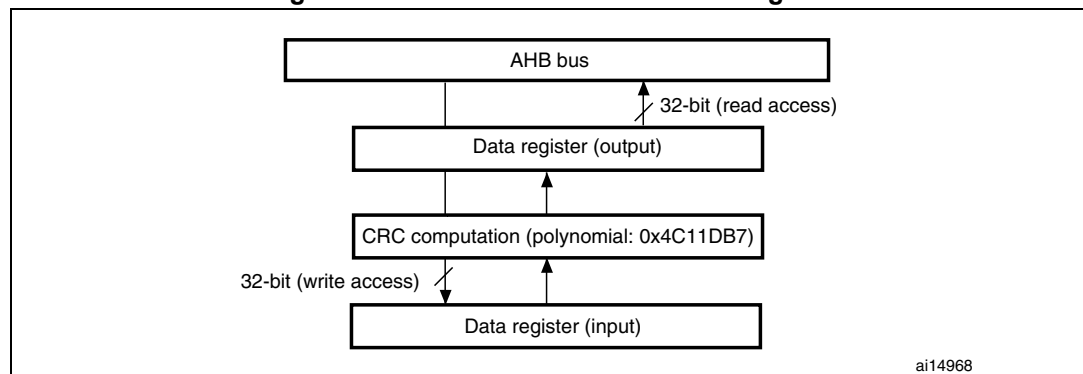 AHB bus
32-bit (read access)
Data register (output)
CRC computation (polynomial: 0x4C11DB7)
32-bit (write access)
Data register (input)
ai14968